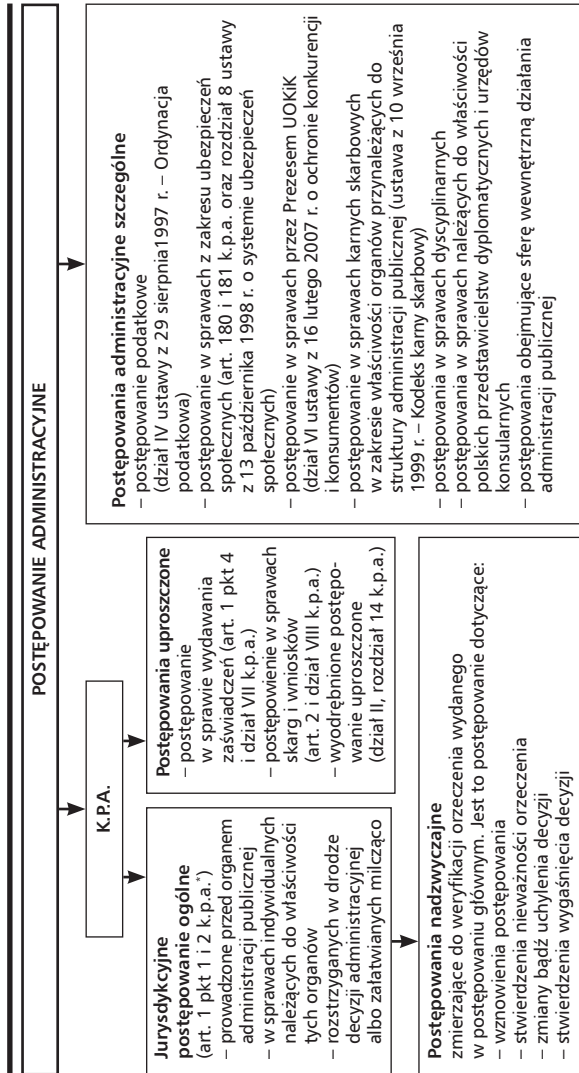 POSTĘPOWANIE ADMINISTRACYJNE
K.P.A.
Jurysdykcyjne
postępowanie ogólne
(art. 1 pkt 1 i 2 k.p.a.*)
– prowadzone przed organem
administracji publicznej
– w sprawach indywidualnych
należących do właściwości
tych organów
– rozstrzyganych w drodze
decyzji administracyjnej
albo załatwianych milcząco
Postępowania uproszczone
– postępowanie
w sprawie wydawania
zaświadczeń (art. 1 pkt 4
i dział VII k.p.a.)
– postępowienie w sprawach
skarg i wniosków
(art. 2 i dział VIII k.p.a.)
– wyodrębnione postępo-
wanie uproszczone
(dział II, rozdział 14 k.p.a.)
Postępowania nadzwyczajne
zmierzające do weryfikacji orzeczenia wydanego
w postępowaniu głównym. Jest to postępowanie dotyczące:
– wznowienia postępowania
– stwierdzenia nieważności orzeczenia
– zmiany bądź uchylenia decyzji
– stwierdzenia wygaśnięcia decyzji
Postępowania administracyjne szczególne
– postępowanie podatkowe
(dział IV ustawy z 29 sierpnia1997 r. – Ordynacja
podatkowa)
– postępowanie w sprawach z zakresu ubezpieczeń
społecznych (art. 180 i 181 k.p.a. oraz rozdział 8 ustawy
z 13 października 1998 r. o systemie ubezpieczeń
społecznych)
– postępowanie w sprawach przez Prezesem UOKiK
(dział VI ustawy z 16 lutego 2007 r. o ochronie konkurencji
i konsumentów)
– postępowanie w sprawach karnych skarbowych
w zakresie właściwości organów przynależących do
struktury administracji publicznej (ustawa z 10 września
1999 r. – Kodeks karny skarbowy)
– postępowania w sprawach dyscyplinarnych
– postępowania w sprawach należących do właściwości
polskich przedstawicielstw dyplomatycznych i urzędów
konsularnych
– postępowania obejmujące sferę wewnętrzną działania
administracji publicznej